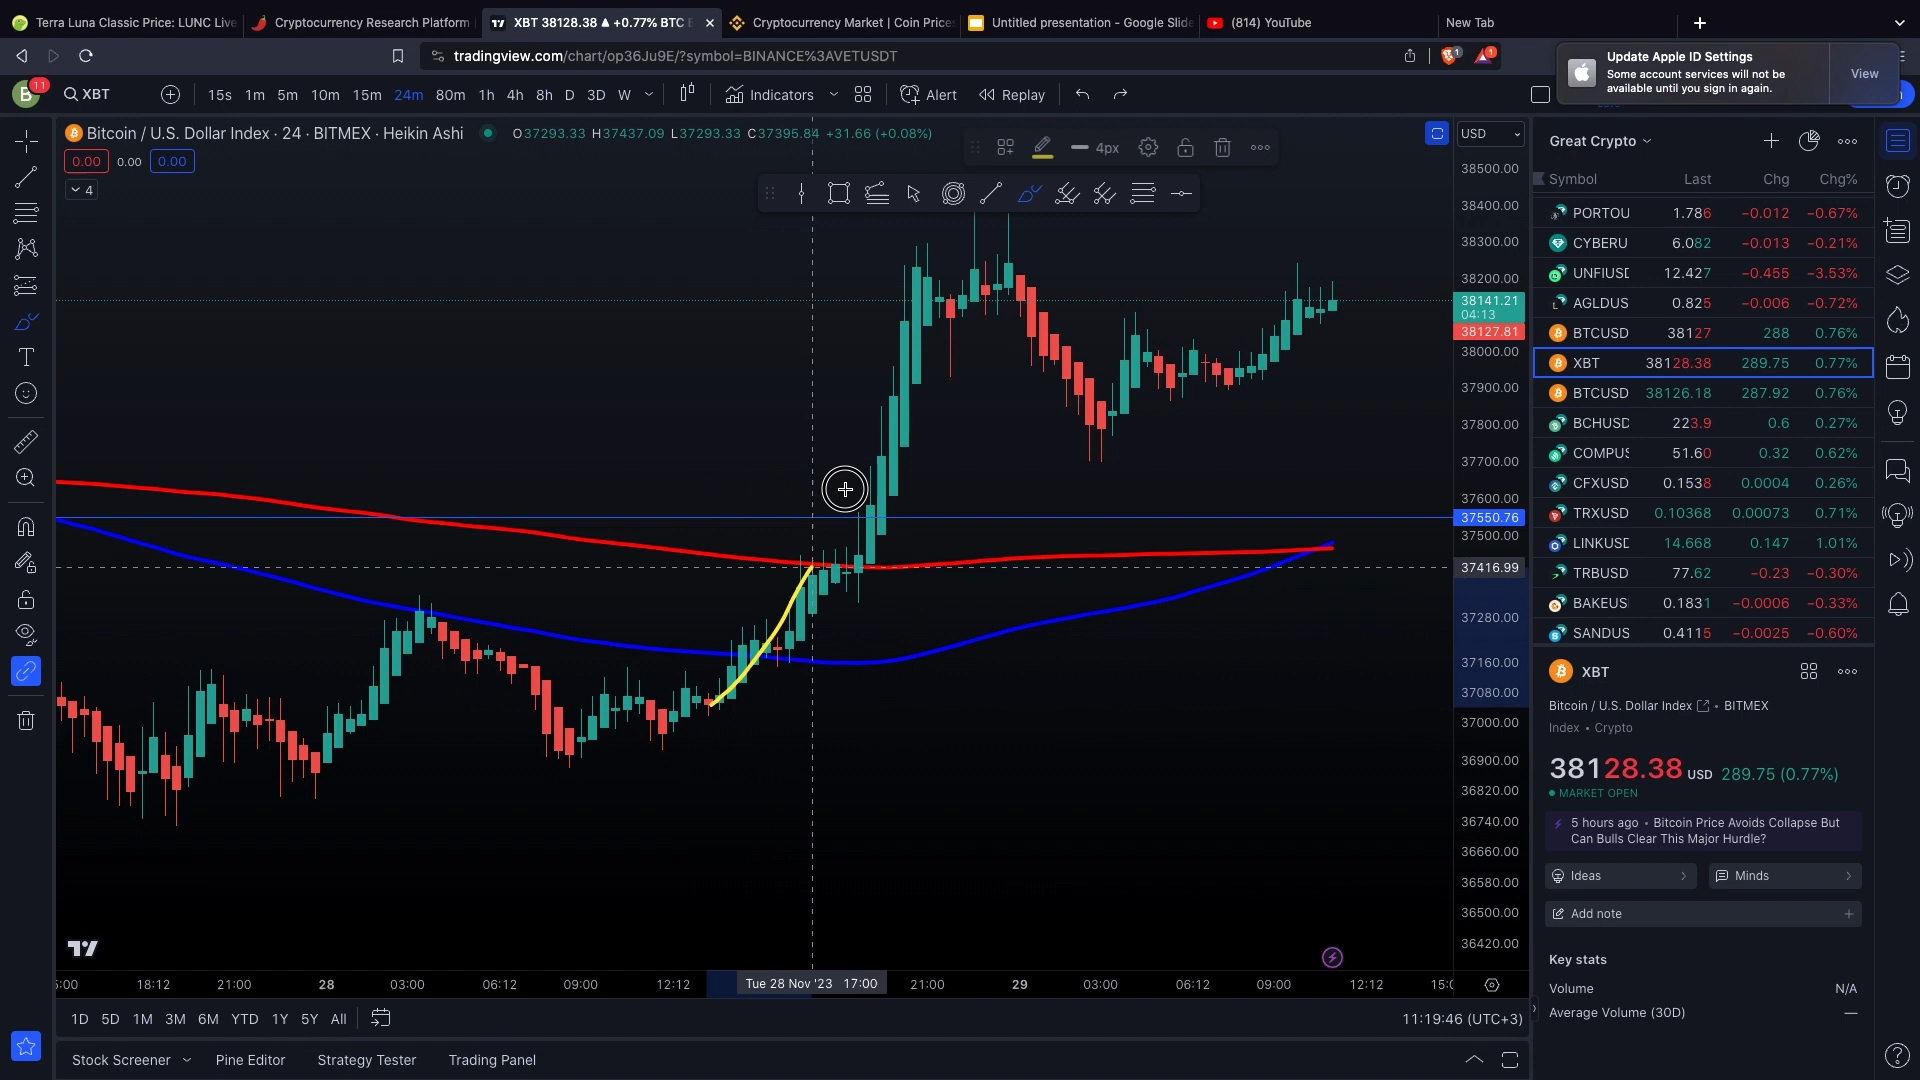 Terra Luna Classic Price: LUNC Live
Cryptocurrency Research Platform
XBT 38128.38 ▲ +0.77% BTC
Cryptocurrency Market | Coin Price
Untitled presentation - Google Slide
(814) YouTube
New Tab
tradingview.com/chart/op36Ju9E/?symbol=BINANCE%3AVETUSDT
1
1
Update Apple ID Settings
Some account services will not be
available until you sign in again.
View
B
11
XBT
15s 1m 5m 10m 15m 24m 80m 1h 4h 8h D 3D W
Indicators
Alert
Replay
Bitcoin / U.S. Dollar Index · 24 · BITMEX · Heikin Ashi
O37293.33 H37437.09 L37293.33 C37395.84 +31.66 (+0.08%)
0.00 0.00 0.00
4
4px
USD
38500.00
38400.00
38300.00
38200.00
38141.21
04:13
38127.81
38000.00
37900.00
37800.00
37700.00
37600.00
37550.76
37500.00
37416.99
37280.00
37160.00
37080.00
37000.00
36900.00
36820.00
36740.00
36660.00
36580.00
36500.00
36420.00
Great Crypto
Symbol Last Chg Chg%
PORTOU 1.786 −0.012 −0.67%
CYBERU 6.082 −0.013 −0.21%
UNFIUSD 12.427 −0.455 −3.53%
AGLDUS 0.825 −0.006 −0.72%
BTCUSD 38127 288 0.76%
XBT 38128.38 289.75 0.77%
BTCUSD 38126.18 287.92 0.76%
BCHUSD 223.9 0.6 0.27%
COMPUS 51.60 0.32 0.62%
CFXUSD 0.1538 0.0004 0.26%
TRXUSD 0.10368 0.00073 0.71%
LINKUSD 14.668 0.147 1.01%
TRBUSD 77.62 −0.23 −0.30%
BAKEUS 0.1831 −0.0006 −0.33%
SANDUS 0.4115 −0.0025 −0.60%
XBT
Bitcoin / U.S. Dollar Index • BITMEX
Index • Crypto
38128.38 USD 289.75 (0.77%)
MARKET OPEN
5 hours ago • Bitcoin Price Avoids Collapse But
Can Bulls Clear This Major Hurdle?
Ideas
Minds
Add note
Key stats
Volume N/A
Average Volume (30D) —
18:12 21:00 28 03:00 06:12 09:00 12:12 Tue 28 Nov '23 17:00 21:00 29 03:00 06:12 09:00 12:12
1D 5D 1M 3M 6M YTD 1Y 5Y All
11:19:46 (UTC+3)
Stock Screener
Pine Editor
Strategy Tester
Trading Panel